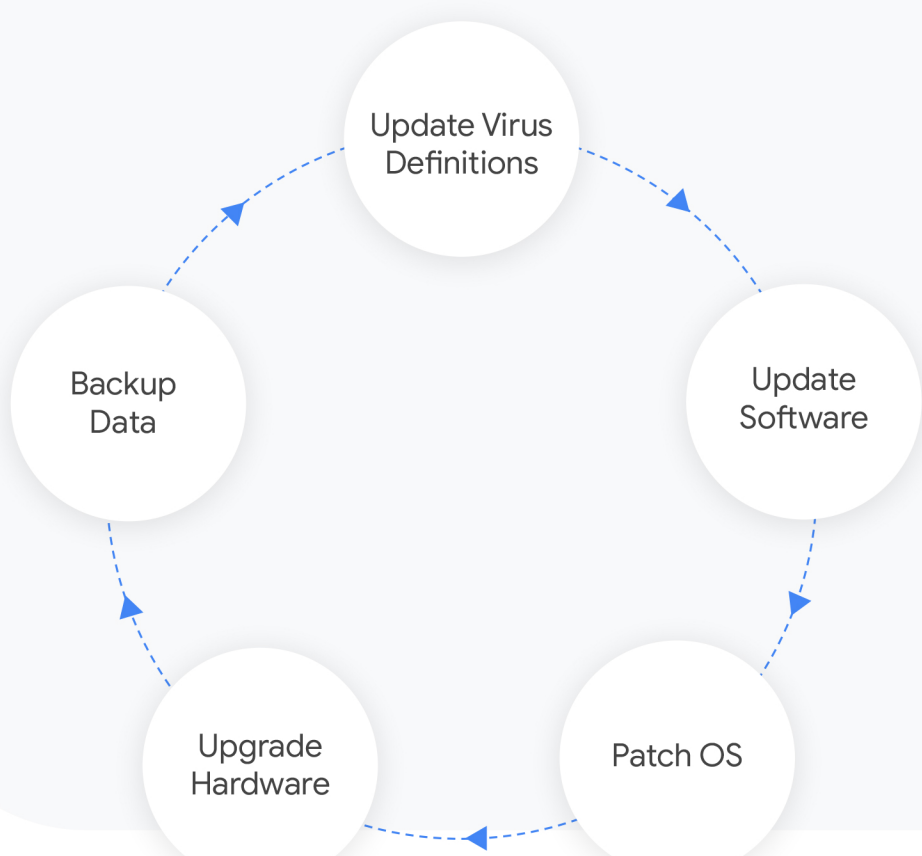 Update Virus
Definitions
Update
Software
Patch OS
Upgrade
Hardware
Backup
Data